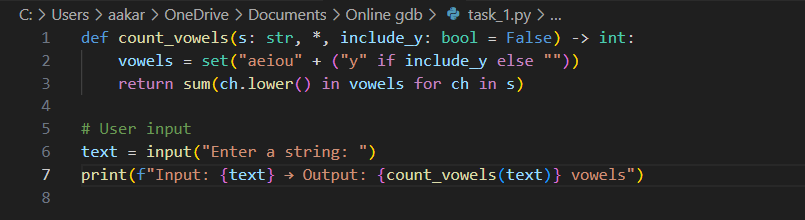 C: > Users > aakar > OneDrive > Documents > Online gdb > task_1.py > ...
1 def count_vowels(s: str, *, include_y: bool = False) -> int:
2     vowels = set("aeiou" + ("y" if include_y else ""))
3     return sum(ch.lower() in vowels for ch in s)
4
5 # User input
6 text = input("Enter a string: ")
7 print(f"Input: {text} → Output: {count_vowels(text)} vowels")
8